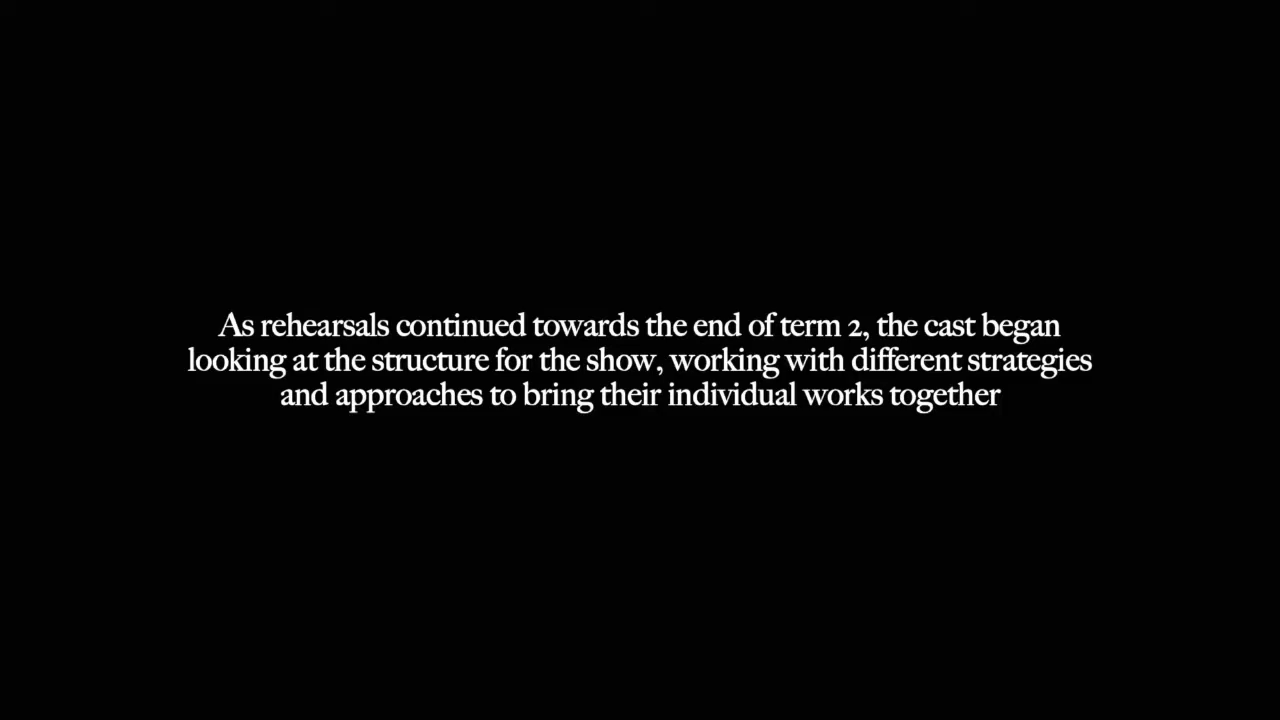 As rehearsals continued towards the end of term 2, the cast began
looking at the structure for the show, working with different strategies
and approaches to bring their individual works together